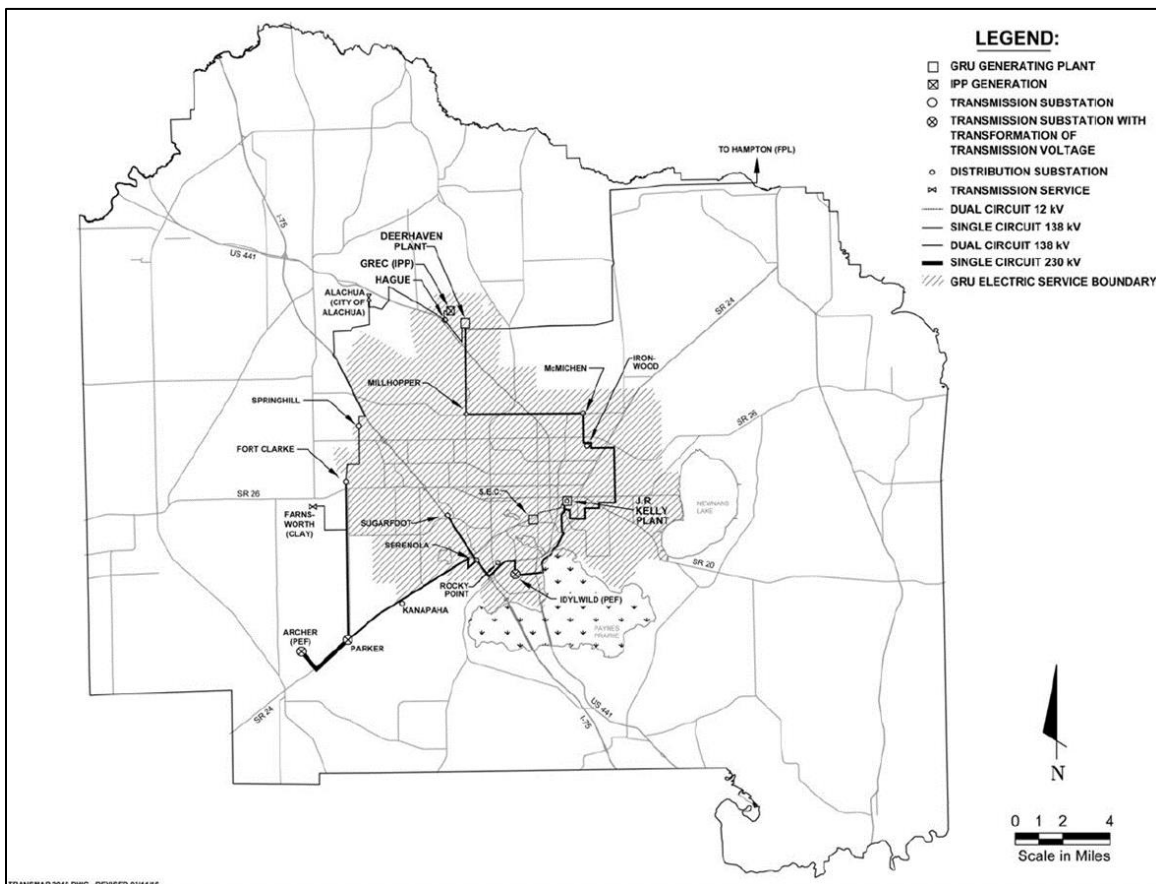 LEGEND:
GRU GENERATING PLANT
IPP GENERATION
TRANSMISSION SUBSTATION
TRANSMISSION SUBSTATION WITH
TRANSFORMATION OF
TRANSMISSION VOLTAGE
DISTRIBUTION SUBSTATION
TRANSMISSION SERVICE
DUAL CIRCUIT 12 kV
SINGLE CIRCUIT 138 kV
DUAL CIRCUIT 138 kV
SINGLE CIRCUIT 230 kV
GRU ELECTRIC SERVICE BOUNDARY
TO HAMPTON (FPL)
I-75
US 441
DEERHAVEN
PLANT
GREC (IPP)
HAGUE
ALACHUA
(CITY OF
ALACHUA)
SR 24
IRON-
WOOD
McMICHEN
MILLHOPPER
SPRINGHILL
SR 26
FORT CLARKE
SR 26
S.E.C.
J.R.
KELLY
PLANT
NEWNANS
LAKE
FARNS-
WORTH
(CLAY)
SUGARFOOT
SERENOLA
SR 20
ROCKY
POINT
IDYLWILD (PEF)
KANAPAHA
PAYNES
PRAIRIE
ARCHER
(PEF)
PARKER
SR 24
US 441
I-75
N
0 1 2 4
Scale in Miles